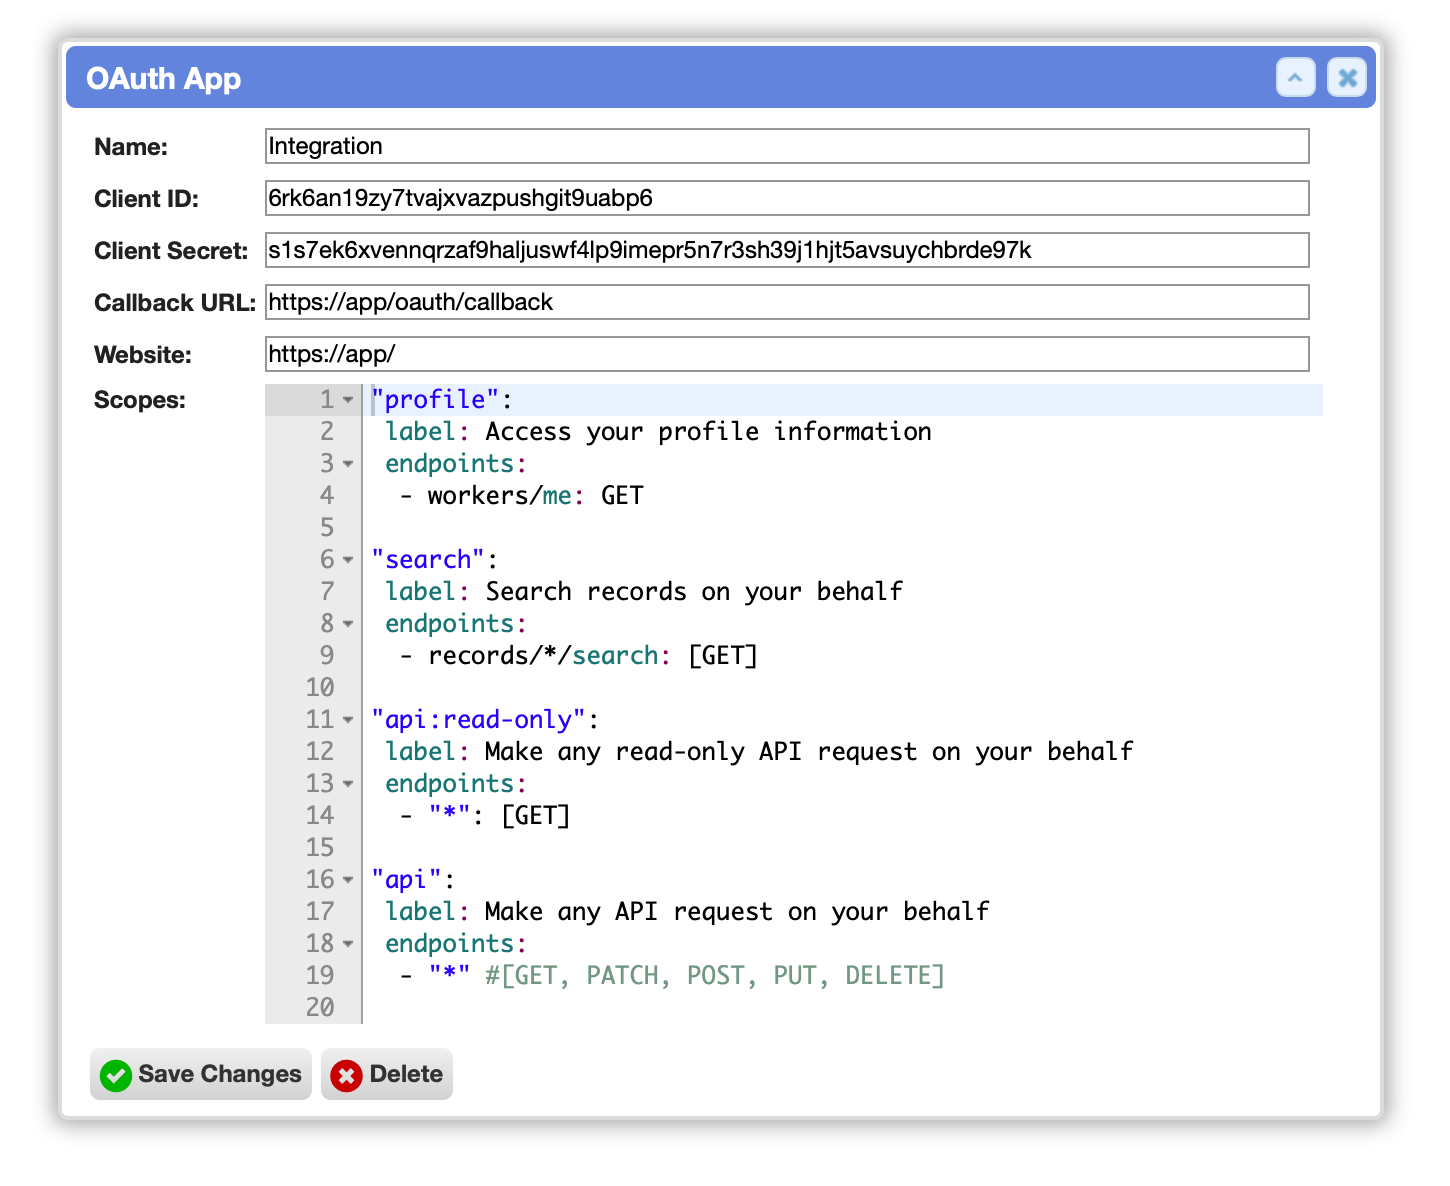 OAuth App
Name: Integration
Client ID: 6rk6an19zy7tvajxvazpushgit9uabp6
Client Secret: s1s7ek6xvennqrzaf9haljuswf4lp9imepr5n7r3sh39j1hjt5avsuychbrde97k
Callback URL: https://app/oauth/callback
Website: https://app/
Scopes:
1 "profile":
2  label: Access your profile information
3  endpoints:
4   - workers/me: GET
5
6 "search":
7  label: Search records on your behalf
8  endpoints:
9   - records/*/search: [GET]
10
11 "api:read-only":
12  label: Make any read-only API request on your behalf
13  endpoints:
14   - "*": [GET]
15
16 "api":
17  label: Make any API request on your behalf
18  endpoints:
19   - "*" #[GET, PATCH, POST, PUT, DELETE]
20
Save Changes Delete